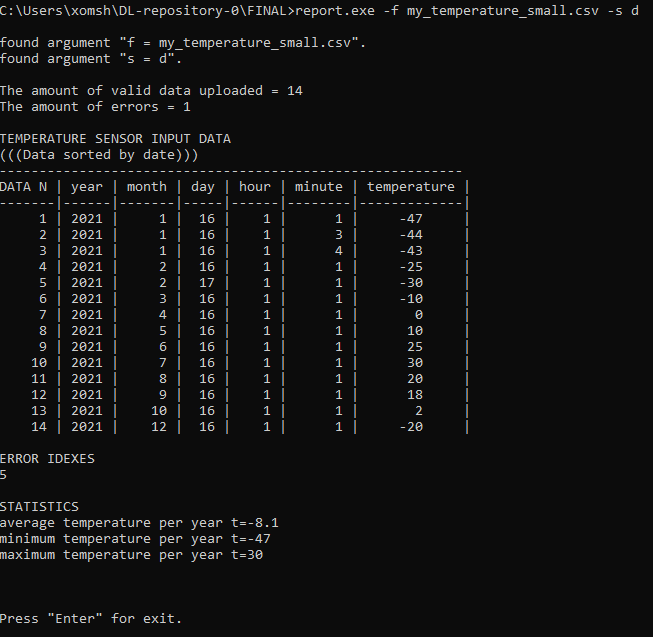 C:\Users\xomsh\DL-repository-0\FINAL>report.exe -f my_temperature_small.csv -s d
found argument "f = my_temperature_small.csv".
found argument "s = d".
The amount of valid data uploaded = 14
The amount of errors = 1
TEMPERATURE SENSOR INPUT DATA
(((Data sorted by date)))
----------------------------------------------------------
DATA N | year | month | day | hour | minute | temperature |
-------|------|-------|-----|------|--------|-------------|
1 | 2021 | 1 | 16 | 1 | 1 | -47 |
2 | 2021 | 1 | 16 | 1 | 3 | -44 |
3 | 2021 | 1 | 16 | 1 | 4 | -43 |
4 | 2021 | 2 | 16 | 1 | 1 | -25 |
5 | 2021 | 2 | 17 | 1 | 1 | -30 |
6 | 2021 | 3 | 16 | 1 | 1 | -10 |
7 | 2021 | 4 | 16 | 1 | 1 | 0 |
8 | 2021 | 5 | 16 | 1 | 1 | 10 |
9 | 2021 | 6 | 16 | 1 | 1 | 25 |
10 | 2021 | 7 | 16 | 1 | 1 | 30 |
11 | 2021 | 8 | 16 | 1 | 1 | 20 |
12 | 2021 | 9 | 16 | 1 | 1 | 18 |
13 | 2021 | 10 | 16 | 1 | 1 | 2 |
14 | 2021 | 12 | 16 | 1 | 1 | -20 |
ERROR IDEXES
5
STATISTICS
average temperature per year t=-8.1
minimum temperature per year t=-47
maximum temperature per year t=30
Press "Enter" for exit.